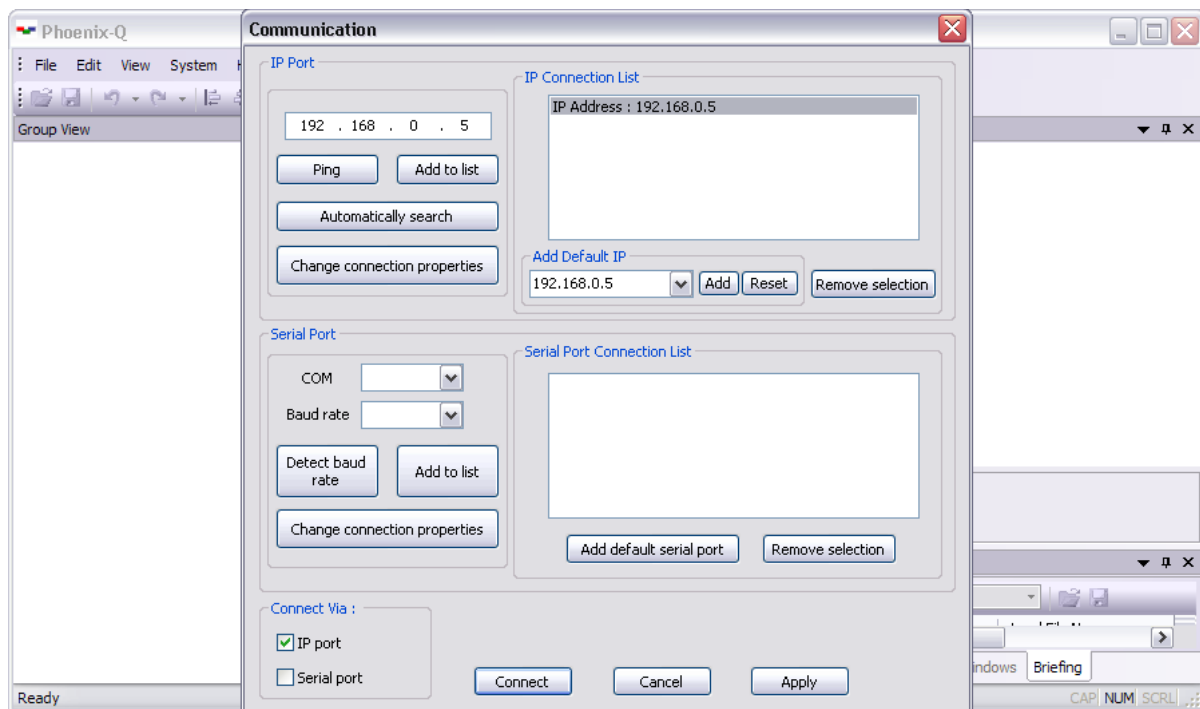 Phoenix-Q
Communication
File Edit View System
Group View
IP Port
192 . 168 . 0 . 5
Ping Add to list
Automatically search
Change connection properties
IP Connection List
IP Address : 192.168.0.5
Add Default IP
192.168.0.5 Add Reset Remove selection
Serial Port
COM
Baud rate
Detect baud
rate
Add to list
Change connection properties
Serial Port Connection List
Add default serial port Remove selection
Connect Via :
IP port
Serial port
Connect Cancel Apply
Briefing
Ready
CAP NUM SCRL